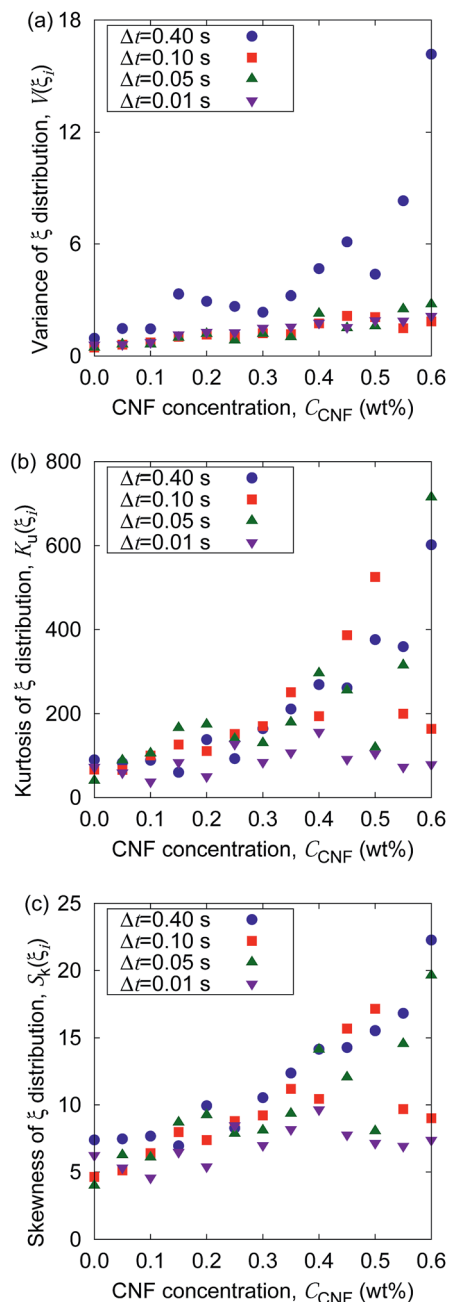 (a)
Δt=0.40 s
Δt=0.10 s
Δt=0.05 s
Δt=0.01 s
Variance of ξ distribution, V(ξi)
18
12
6
0
0.0 0.1 0.2 0.3 0.4 0.5 0.6
CNF concentration, CCNF (wt%)
(b)
Δt=0.40 s
Δt=0.10 s
Δt=0.05 s
Δt=0.01 s
Kurtosis of ξ distribution, Ku(ξi)
800
600
400
200
0
0.0 0.1 0.2 0.3 0.4 0.5 0.6
CNF concentration, CCNF (wt%)
(c)
Δt=0.40 s
Δt=0.10 s
Δt=0.05 s
Δt=0.01 s
Skewness of ξ distribution, Sk(ξi)
25
20
15
10
5
0
0.0 0.1 0.2 0.3 0.4 0.5 0.6
CNF concentration, CCNF (wt%)